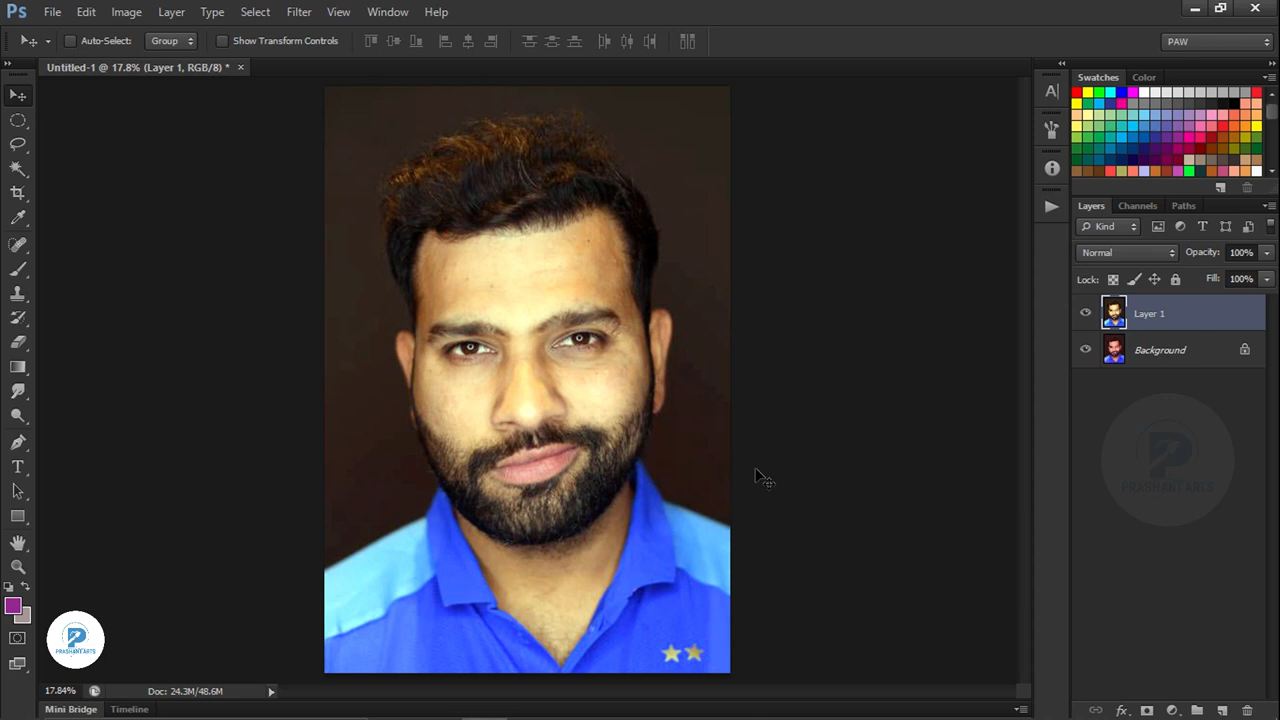 Ps File Edit Image Layer Type Select Filter View Window Help
Auto-Select: Group Show Transform Controls PAW
Untitled-1 @ 17.8% (Layer 1, RGB/8) * ×
Swatches Color
Layers Channels Paths
Kind
Normal Opacity: 100%
Lock: Fill: 100%
Layer 1
Background
PRASHANT ARTS
PRASHANT ARTS
17.84% Doc: 24.3M/48.6M
Mini Bridge Timeline